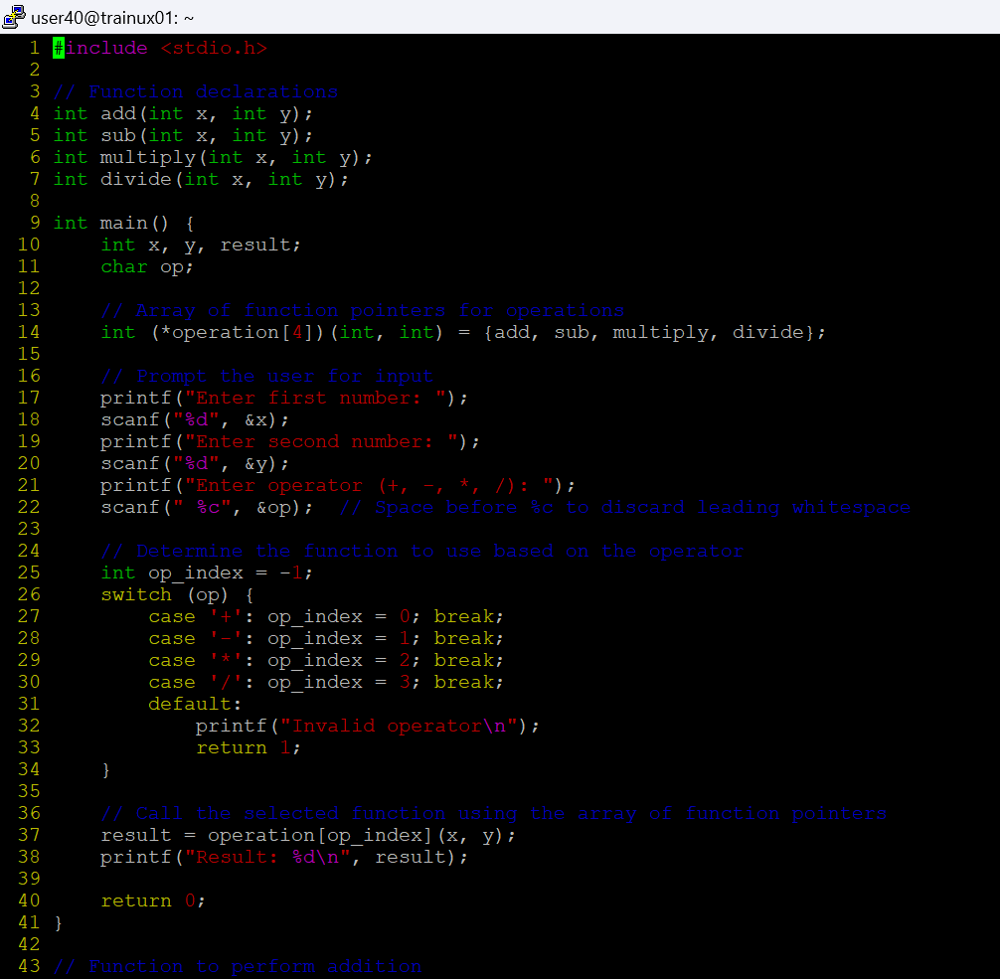 user40@trainux01: ~
1 #include <stdio.h>
2
3 // Function declarations
4 int add(int x, int y);
5 int sub(int x, int y);
6 int multiply(int x, int y);
7 int divide(int x, int y);
8
9 int main() {
10     int x, y, result;
11     char op;
12
13     // Array of function pointers for operations
14     int (*operation[4])(int, int) = {add, sub, multiply, divide};
15
16     // Prompt the user for input
17     printf("Enter first number: ");
18     scanf("%d", &x);
19     printf("Enter second number: ");
20     scanf("%d", &y);
21     printf("Enter operator (+, -, *, /): ");
22     scanf(" %c", &op);  // Space before %c to discard leading whitespace
23
24     // Determine the function to use based on the operator
25     int op_index = -1;
26     switch (op) {
27         case '+': op_index = 0; break;
28         case '-': op_index = 1; break;
29         case '*': op_index = 2; break;
30         case '/': op_index = 3; break;
31         default:
32             printf("Invalid operator\n");
33             return 1;
34     }
35
36     // Call the selected function using the array of function pointers
37     result = operation[op_index](x, y);
38     printf("Result: %d\n", result);
39
40     return 0;
41 }
42
43 // Function to perform addition